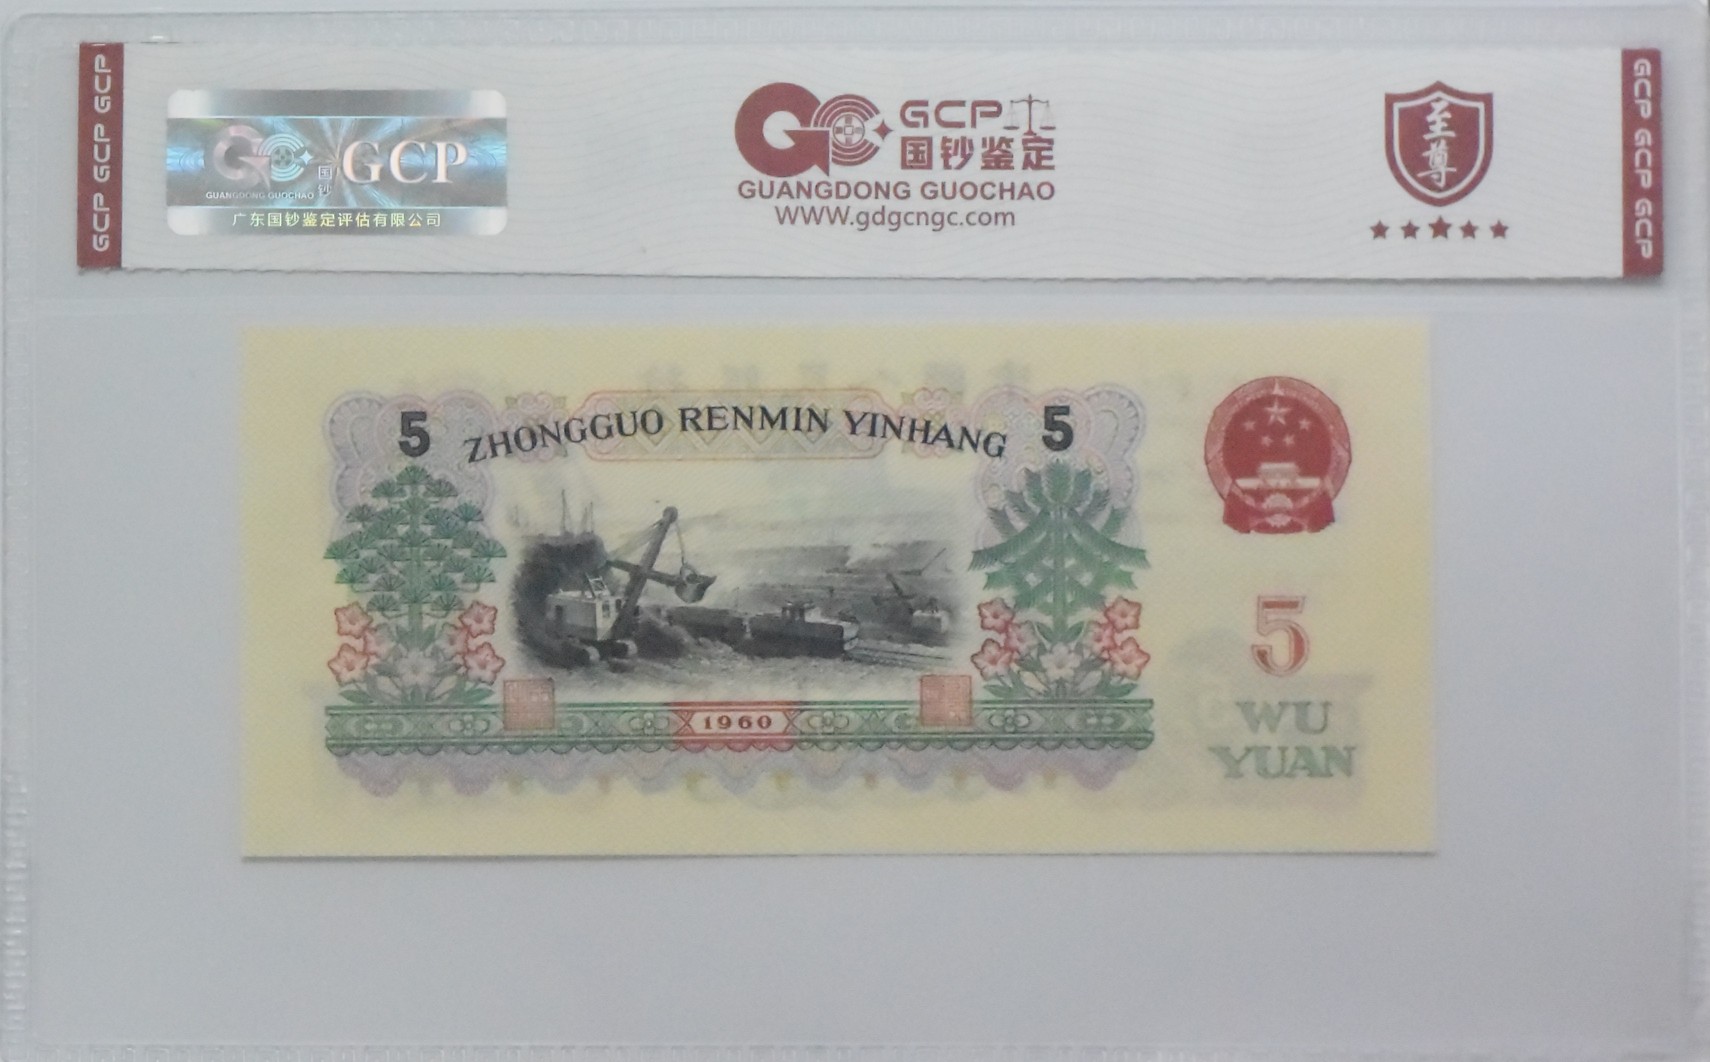 GCP GCP GCP
GUANGDONG GUOCHAO
国钞
GCP
广东国钞鉴定评估有限公司
GCP
国钞鉴定
GUANGDONG GUOCHAO
WWW.gdgcngc.com
至尊
GCP GCP GCP
5
ZHONGGUO RENMIN YINHANG
5
1960
5
WU
YUAN